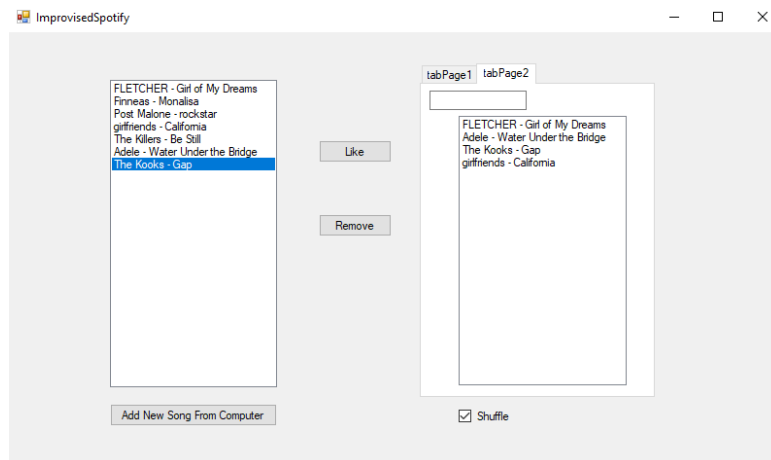 ImprovisedSpotify
FLETCHER - Girl of My Dreams
Finneas - Monalisa
Post Malone - rockstar
girlfriends - California
The Killers - Be Still
Adele - Water Under the Bridge
The Kooks - Gap
Add New Song From Computer
Like
Remove
tabPage1 tabPage2
FLETCHER - Girl of My Dreams
Adele - Water Under the Bridge
The Kooks - Gap
girlfriends - California
Shuffle